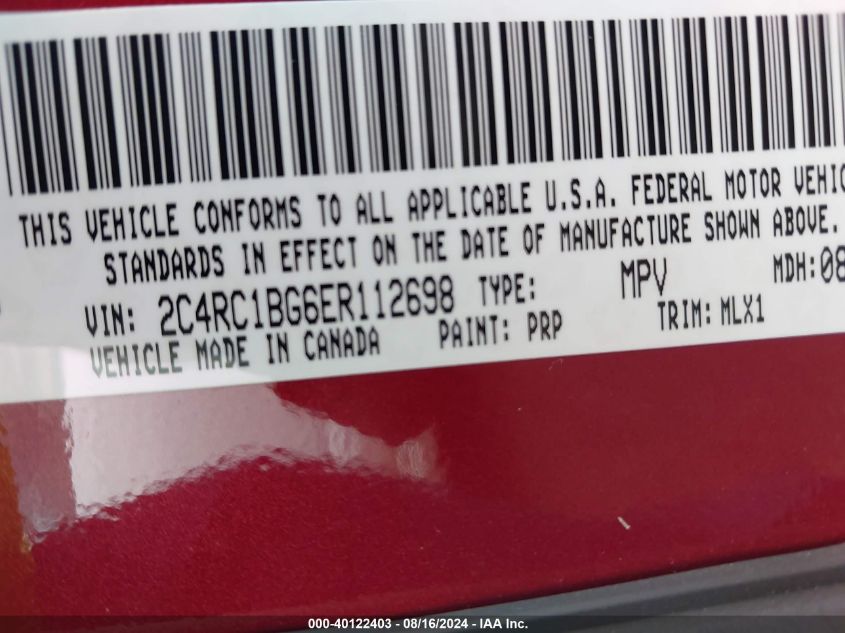 THIS VEHICLE CONFORMS TO ALL APPLICABLE U.S.A. FEDERAL MOTOR
STANDARDS IN EFFECT ON THE DATE OF MANUFACTURE SHOWN ABOVE.
VIN: 2C4RC1BG6ER112698 TYPE: MPV MDH:08
VEHICLE MADE IN CANADA PAINT: PRP TRIM: MLX1
000-40122403 - 08/16/2024 - IAA Inc.